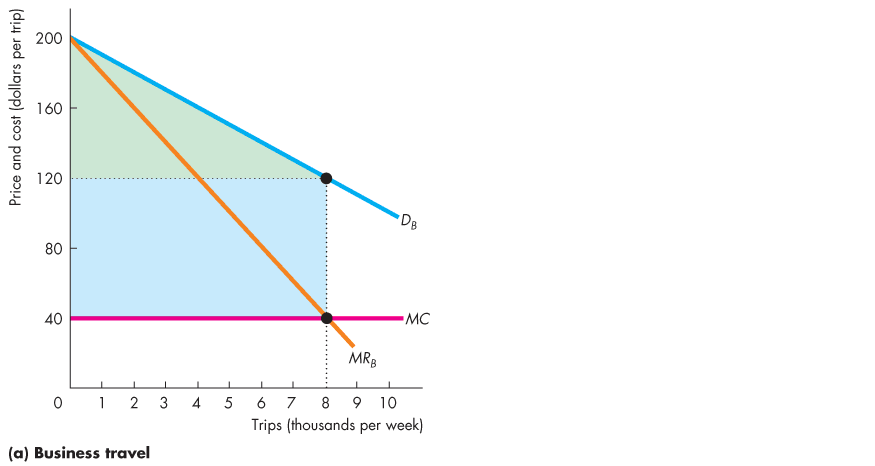 Price and cost (dollars per trip)
200
160
120
80
40
0
D_B
MC
MR_B
1 2 3 4 5 6 7 8 9 10
Trips (thousands per week)
(a) Business travel